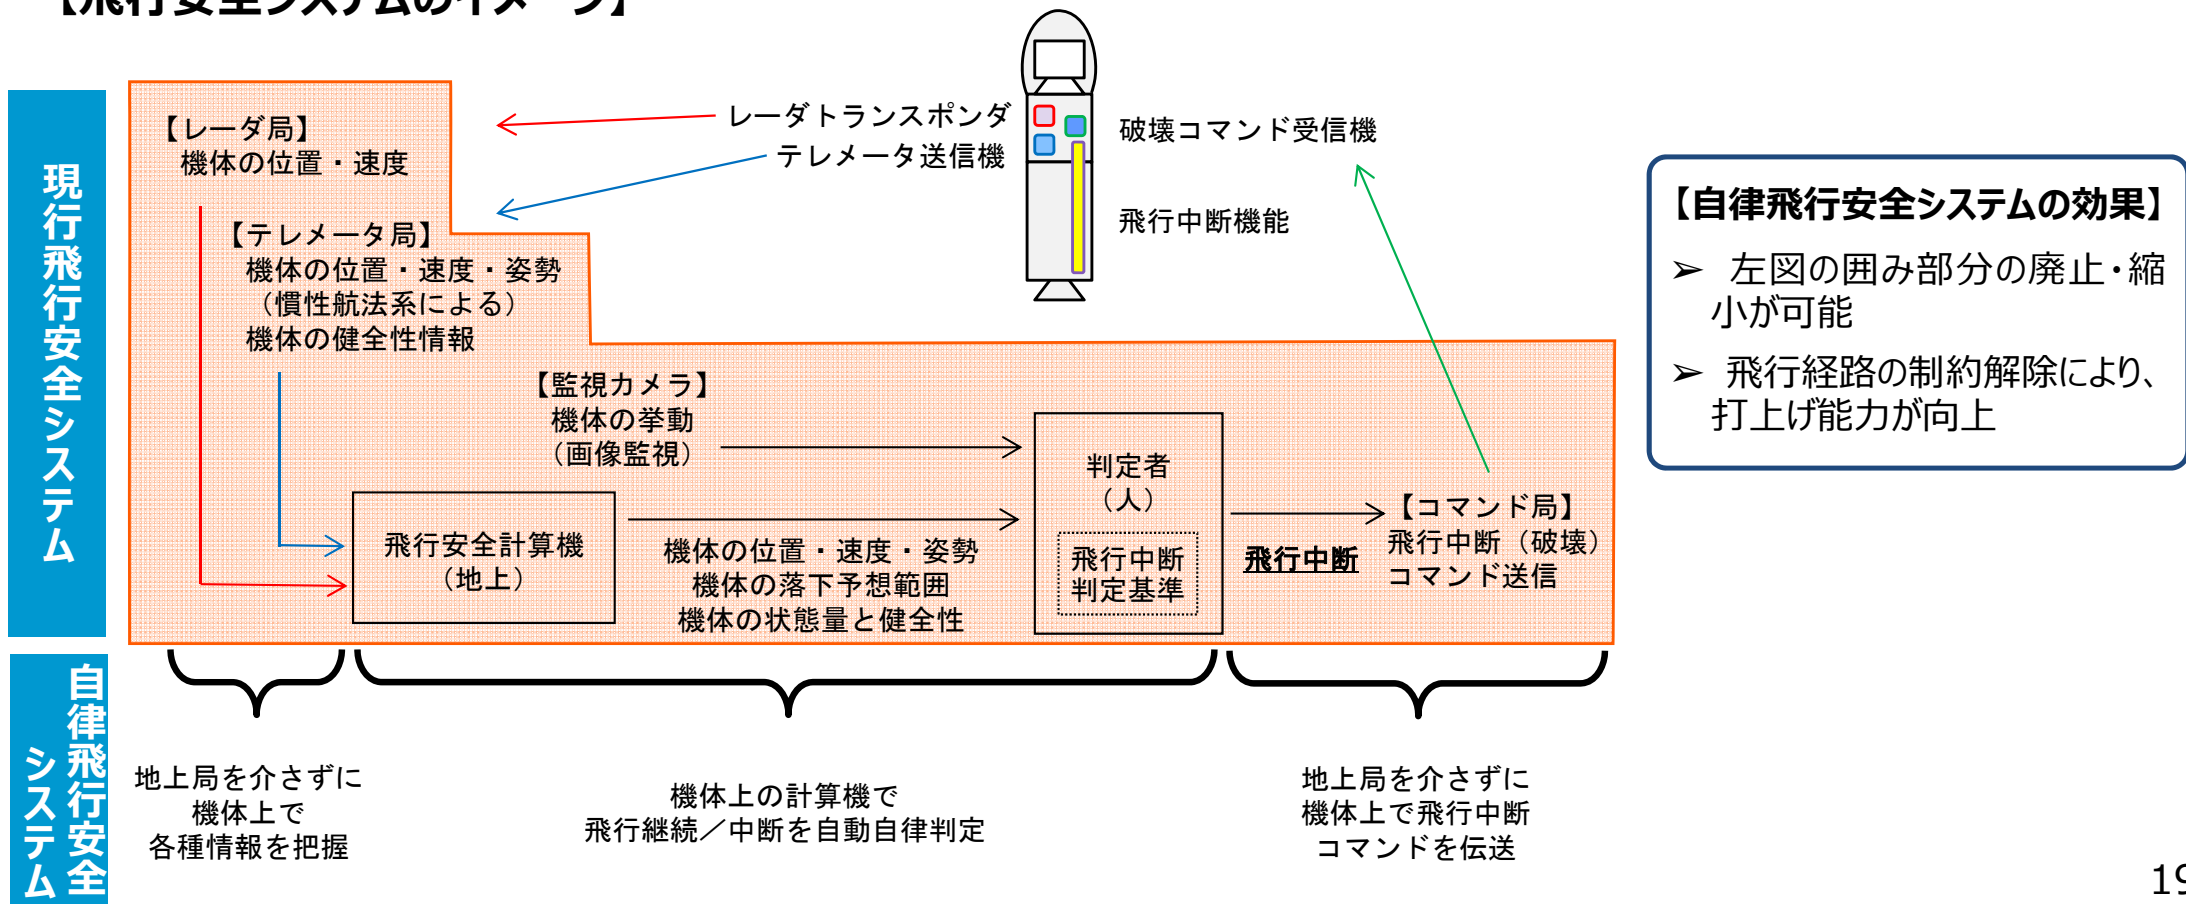 【飛行安全システムのイメージ】
現行飛行安全システム
【レーダ局】
機体の位置・速度
【テレメータ局】
機体の位置・速度・姿勢
（慣性航法系による）
機体の健全性情報
レーダトランスポンダ
テレメータ送信機
破壊コマンド受信機
飛行中断機能
【監視カメラ】
機体の挙動
（画像監視）
飛行安全計算機
（地上）
機体の位置・速度・姿勢
機体の落下予想範囲
機体の状態量と健全性
判定者
（人）
飛行中断
判定基準
飛行中断
【コマンド局】
飛行中断（破壊）
コマンド送信
【自律飛行安全システムの効果】
➢ 左図の囲み部分の廃止・縮
小が可能
➢ 飛行経路の制約解除により、
打上げ能力が向上
自律飛行安全
システム
地上局を介さずに
機体上で
各種情報を把握
機体上の計算機で
飛行継続／中断を自動自律判定
地上局を介さずに
機体上で飛行中断
コマンドを伝送
19